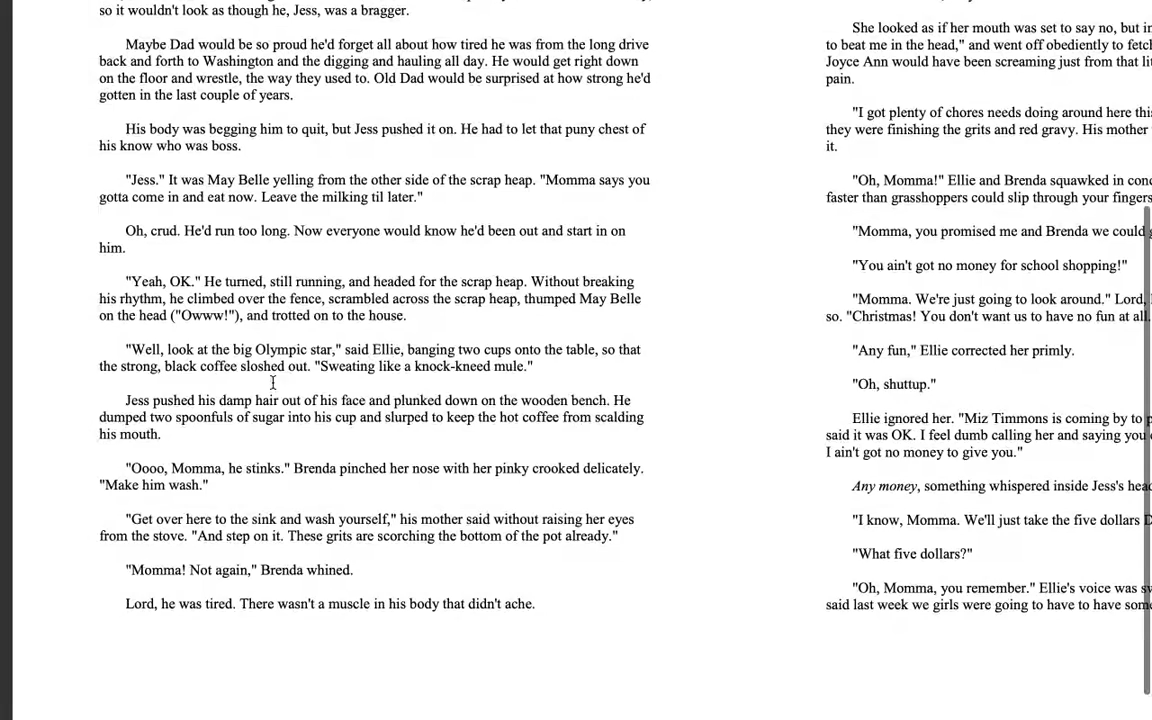 so it wouldn't look as though he, Jess, was a bragger.
Maybe Dad would be so proud he'd forget all about how tired he was from the long drive
back and forth to Washington and the digging and hauling all day. He would get right down
on the floor and wrestle, the way they used to. Old Dad would be surprised at how strong he'd
gotten in the last couple of years.
His body was begging him to quit, but Jess pushed it on. He had to let that puny chest of
his know who was boss.
"Jess." It was May Belle yelling from the other side of the scrap heap. "Momma says you
gotta come in and eat now. Leave the milking til later."
Oh, crud. He'd run too long. Now everyone would know he'd been out and start in on
him.
"Yeah, OK." He turned, still running, and headed for the scrap heap. Without breaking
his rhythm, he climbed over the fence, scrambled across the scrap heap, thumped May Belle
on the head ("Owww!"), and trotted on to the house.
"Well, look at the big Olympic star," said Ellie, banging two cups onto the table, so that
the strong, black coffee sloshed out. "Sweating like a knock-kneed mule."
Jess pushed his damp hair out of his face and plunked down on the wooden bench. He
dumped two spoonfuls of sugar into his cup and slurped to keep the hot coffee from scalding
his mouth.
"Oooo, Momma, he stinks." Brenda pinched her nose with her pinky crooked delicately.
"Make him wash."
"Get over here to the sink and wash yourself," his mother said without raising her eyes
from the stove. "And step on it. These grits are scorching the bottom of the pot already."
"Momma! Not again," Brenda whined.
Lord, he was tired. There wasn't a muscle in his body that didn't ache.
She looked as if her mouth was set to say no, but
to beat me in the head," and went off obediently to
Joyce Ann would have been screaming just from that
pain.
"I got plenty of chores needs doing around here
they were finishing the grits and red gravy. His mother
it.
"Oh, Momma!" Ellie and Brenda squawked in
faster than grasshoppers could slip through your fingers
"Momma, you promised me and Brenda we could
"You ain't got no money for school shopping!"
"Momma. We're just going to look around." Lord,
so. "Christmas! You don't want us to have no fun at all.
"Any fun," Ellie corrected her primly.
"Oh, shuttup."
Ellie ignored her. "Miz Timmons is coming by to
said it was OK. I feel dumb calling her and saying you
I ain't got no money to give you."
Any money, something whispered inside Jess's
"I know, Momma. We'll just take the five dollars
"What five dollars?"
"Oh, Momma, you remember." Ellie's voice was
said last week we girls were going to have to have